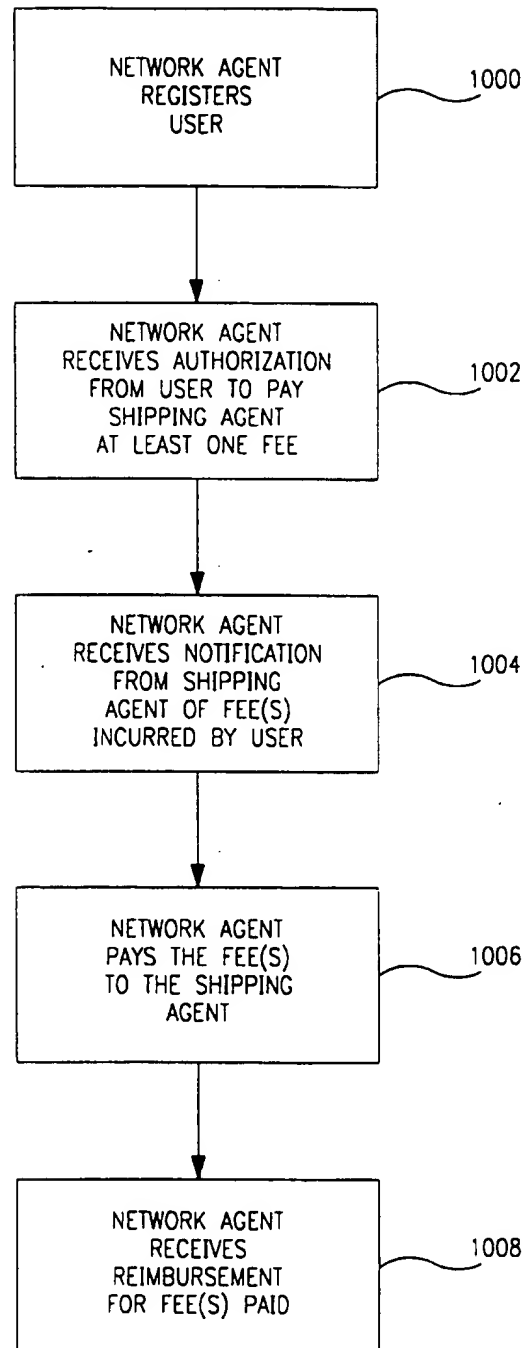 NETWORK AGENT
REGISTERS
USER
1000
NETWORK AGENT
RECEIVES AUTHORIZATION
FROM USER TO PAY
SHIPPING AGENT
AT LEAST ONE FEE
1002
NETWORK AGENT
RECEIVES NOTIFICATION
FROM SHIPPING
AGENT OF FEE(S)
INCURRED BY USER
1004
NETWORK AGENT
PAYS THE FEE(S)
TO THE SHIPPING
AGENT
1006
NETWORK AGENT
RECEIVES
REIMBURSEMENT
FOR FEE(S) PAID
1008